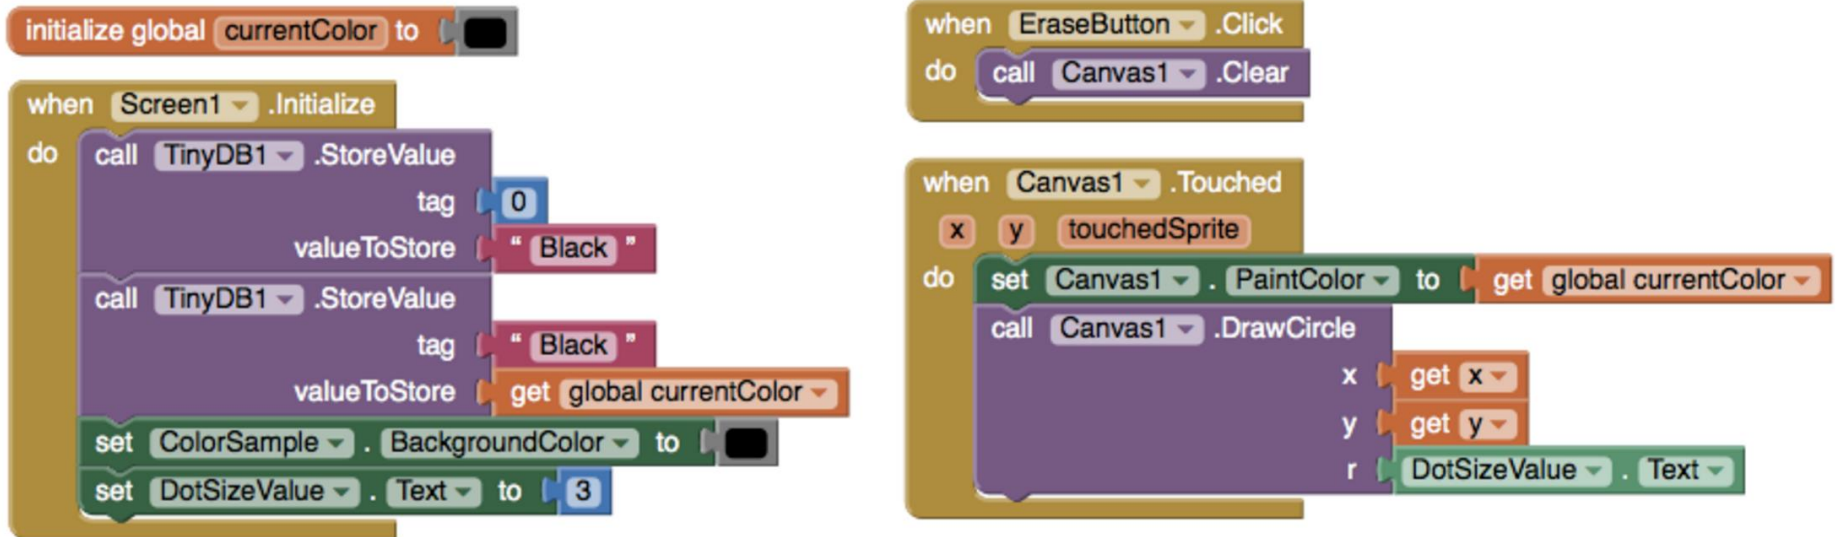 initialize global currentColor to
when Screen1 .Initialize
do call TinyDB1 .StoreValue
tag 0
valueToStore “ Black ”
call TinyDB1 .StoreValue
tag “ Black ”
valueToStore get global currentColor
set ColorSample . BackgroundColor to
set DotSizeValue . Text to 3
when EraseButton .Click
do call Canvas1 .Clear
when Canvas1 .Touched
x y touchedSprite
do set Canvas1 . PaintColor to get global currentColor
call Canvas1 .DrawCircle
x get x
y get y
r DotSizeValue . Text